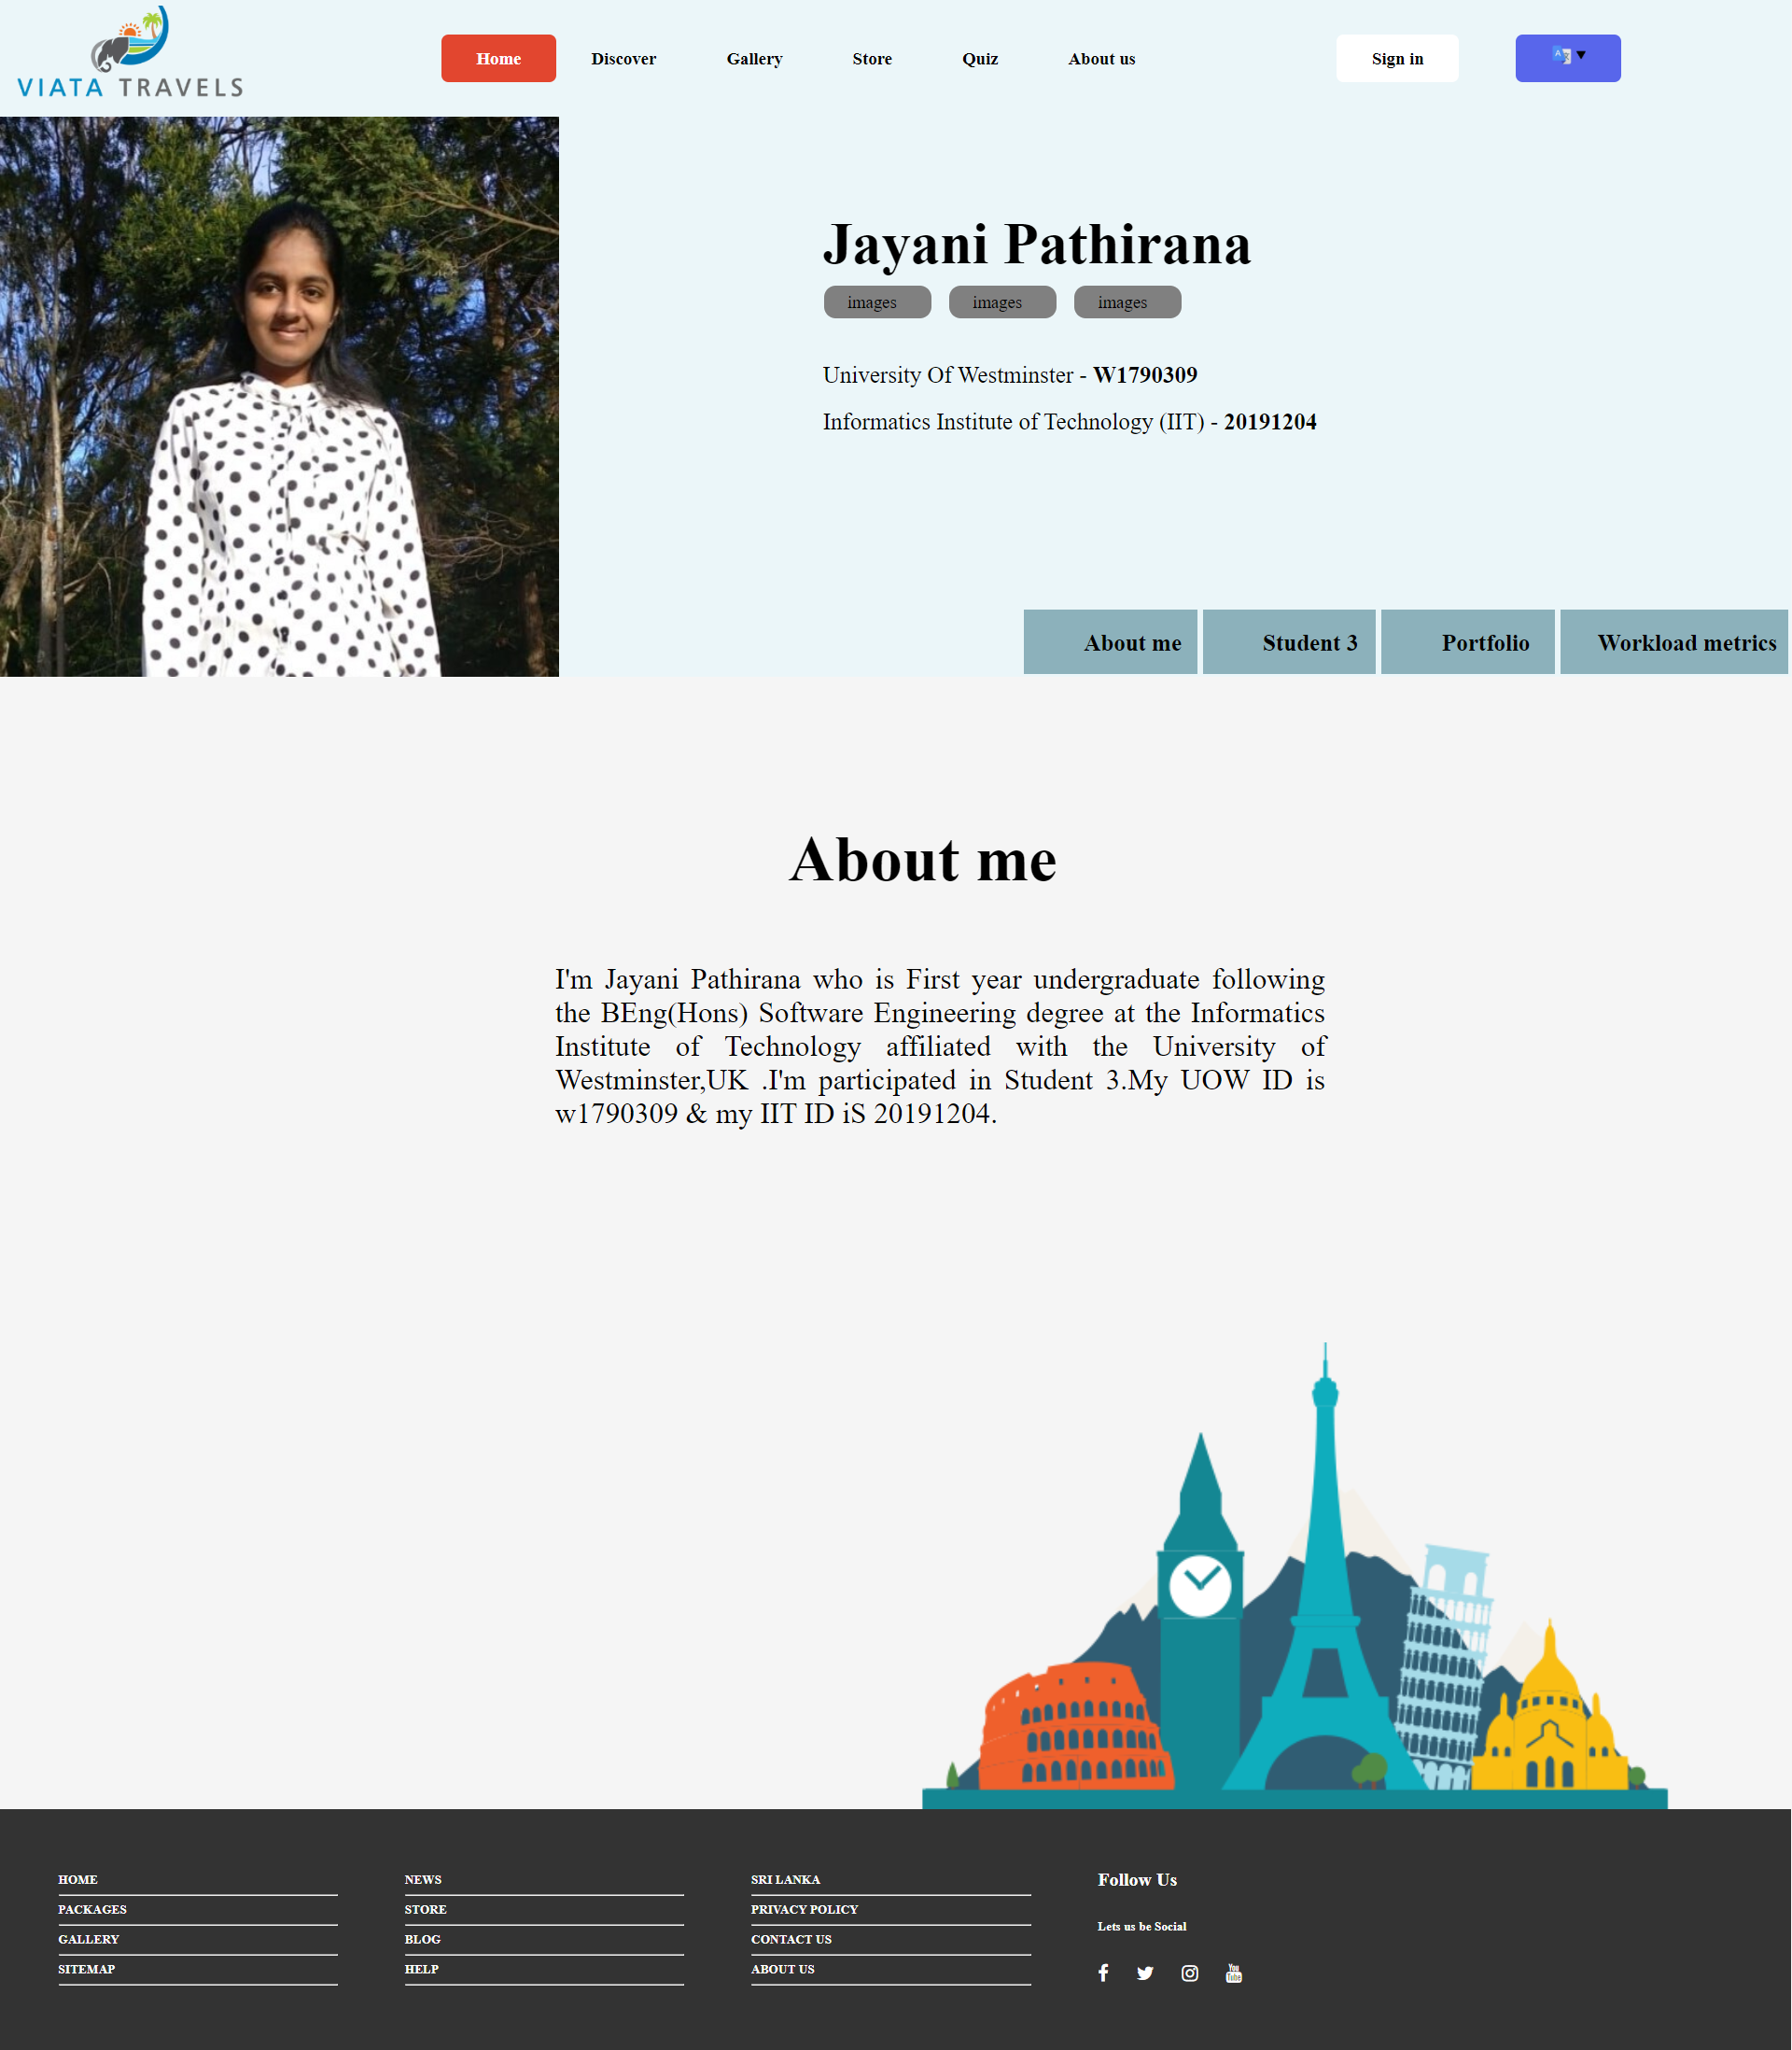 VIATA TRAVELS
Home Discover Gallery Store Quiz About us Sign in
Jayani Pathirana
images images images
University Of Westminster - W1790309
Informatics Institute of Technology (IIT) - 20191204
About me Student 3 Portfolio Workload metrics
About me
I'm Jayani Pathirana who is First year undergraduate following
the BEng(Hons) Software Engineering degree at the Informatics
Institute of Technology affiliated with the University of
Westminster,UK .I'm participated in Student 3.My UOW ID is
w1790309 & my IIT ID iS 20191204.
HOME NEWS SRI LANKA Follow Us
PACKAGES STORE PRIVACY POLICY
Lets us be Social
GALLERY BLOG CONTACT US
SITEMAP HELP ABOUT US
You Tube